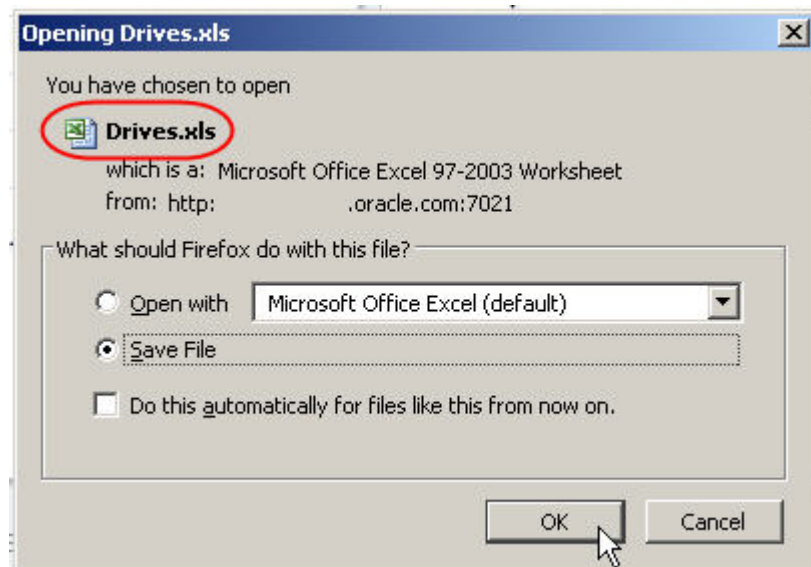 Opening Drives.xls
You have chosen to open
Drives.xls
which is a: Microsoft Office Excel 97-2003 Worksheet
from: http: .oracle.com:7021
What should Firefox do with this file?
Open with Microsoft Office Excel (default)
Save File
Do this automatically for files like this from now on.
OK Cancel